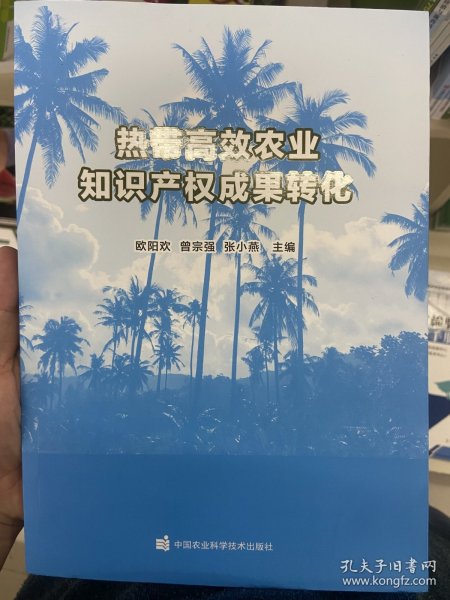 热带高效农业
知识产权成果转化
欧阳欢 曾宗强 张小燕 主编
中国农业科学技术出版社
孔夫子旧书网
www.kongfz.com